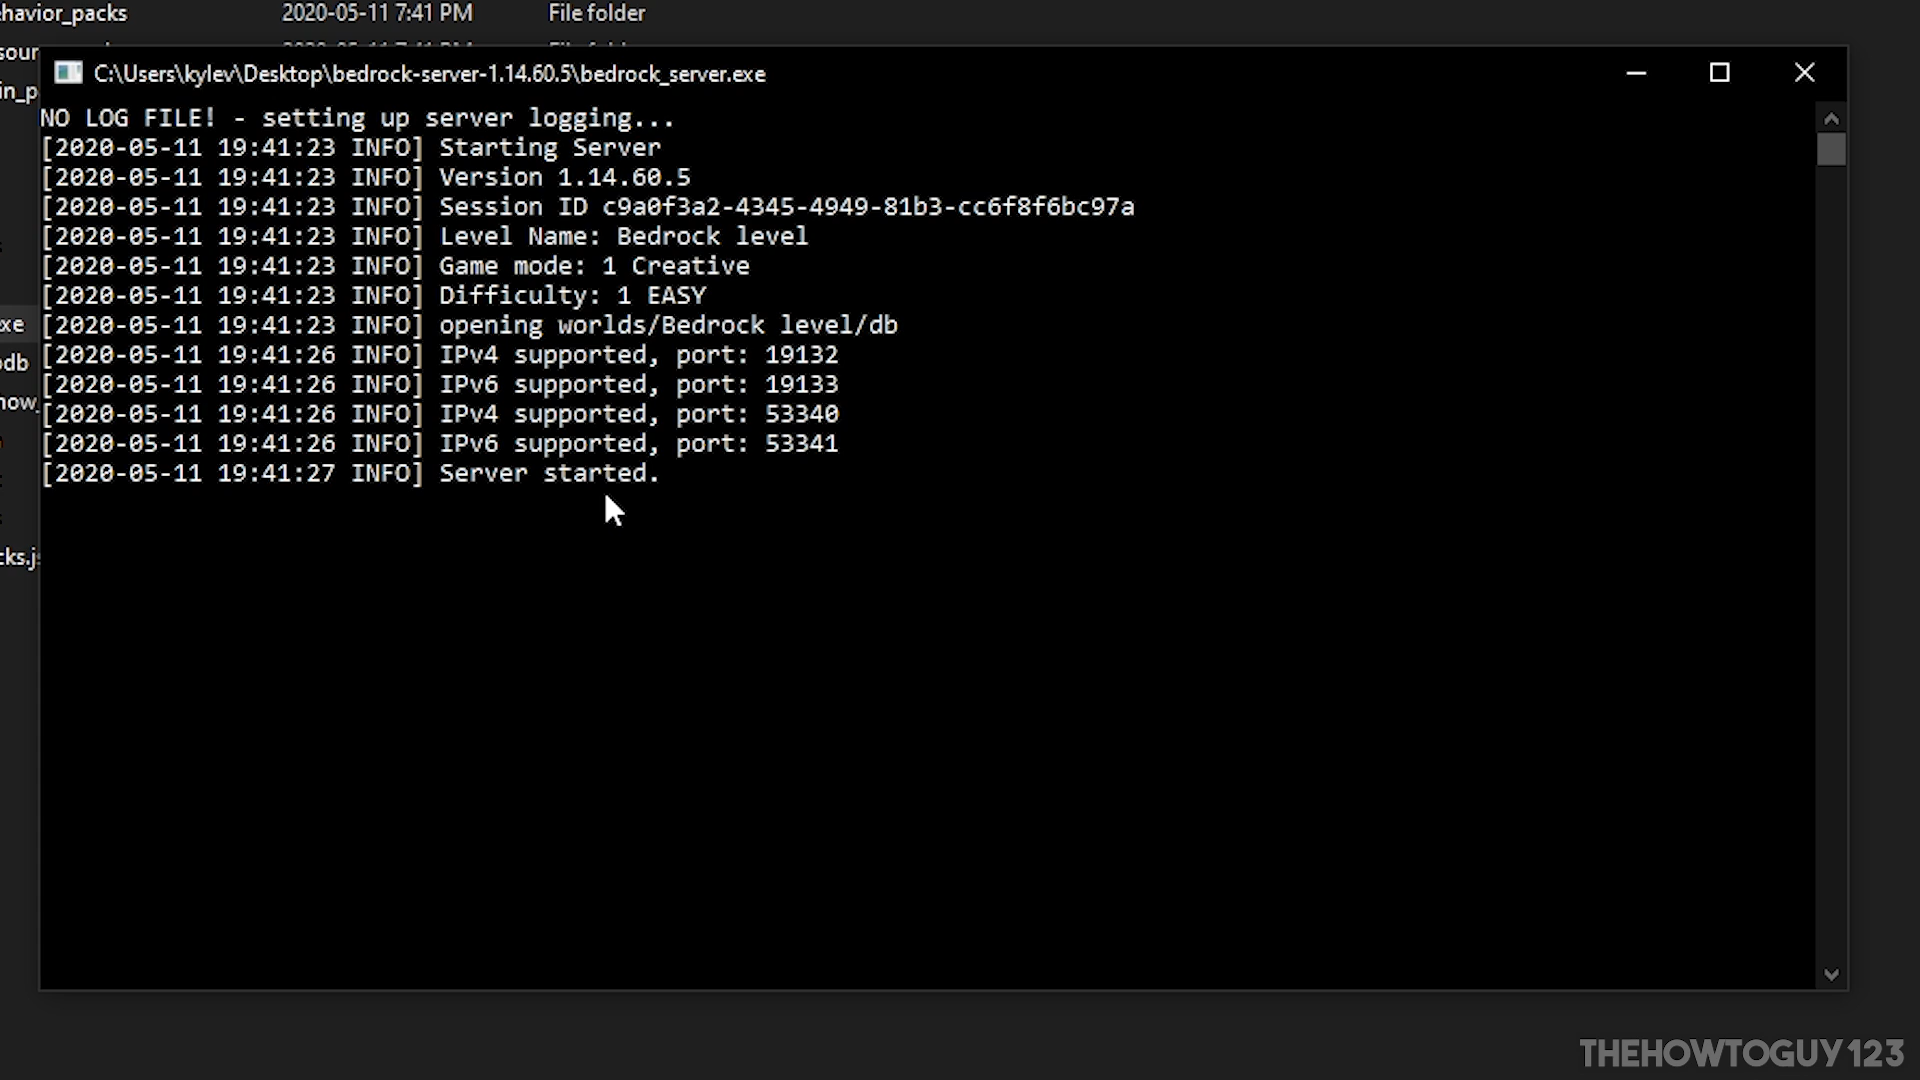 havior_packs 2020-05-11 7:41 PM File folder
C:\Users\kylev\Desktop\bedrock-server-1.14.60.5\bedrock_server.exe
NO LOG FILE! - setting up server logging...
[2020-05-11 19:41:23 INFO] Starting Server
[2020-05-11 19:41:23 INFO] Version 1.14.60.5
[2020-05-11 19:41:23 INFO] Session ID c9a0f3a2-4345-4949-81b3-cc6f8f6bc97a
[2020-05-11 19:41:23 INFO] Level Name: Bedrock level
[2020-05-11 19:41:23 INFO] Game mode: 1 Creative
[2020-05-11 19:41:23 INFO] Difficulty: 1 EASY
[2020-05-11 19:41:23 INFO] opening worlds/Bedrock level/db
[2020-05-11 19:41:26 INFO] IPv4 supported, port: 19132
[2020-05-11 19:41:26 INFO] IPv6 supported, port: 19133
[2020-05-11 19:41:26 INFO] IPv4 supported, port: 53340
[2020-05-11 19:41:26 INFO] IPv6 supported, port: 53341
[2020-05-11 19:41:27 INFO] Server started.
THEHOWTOGUY123